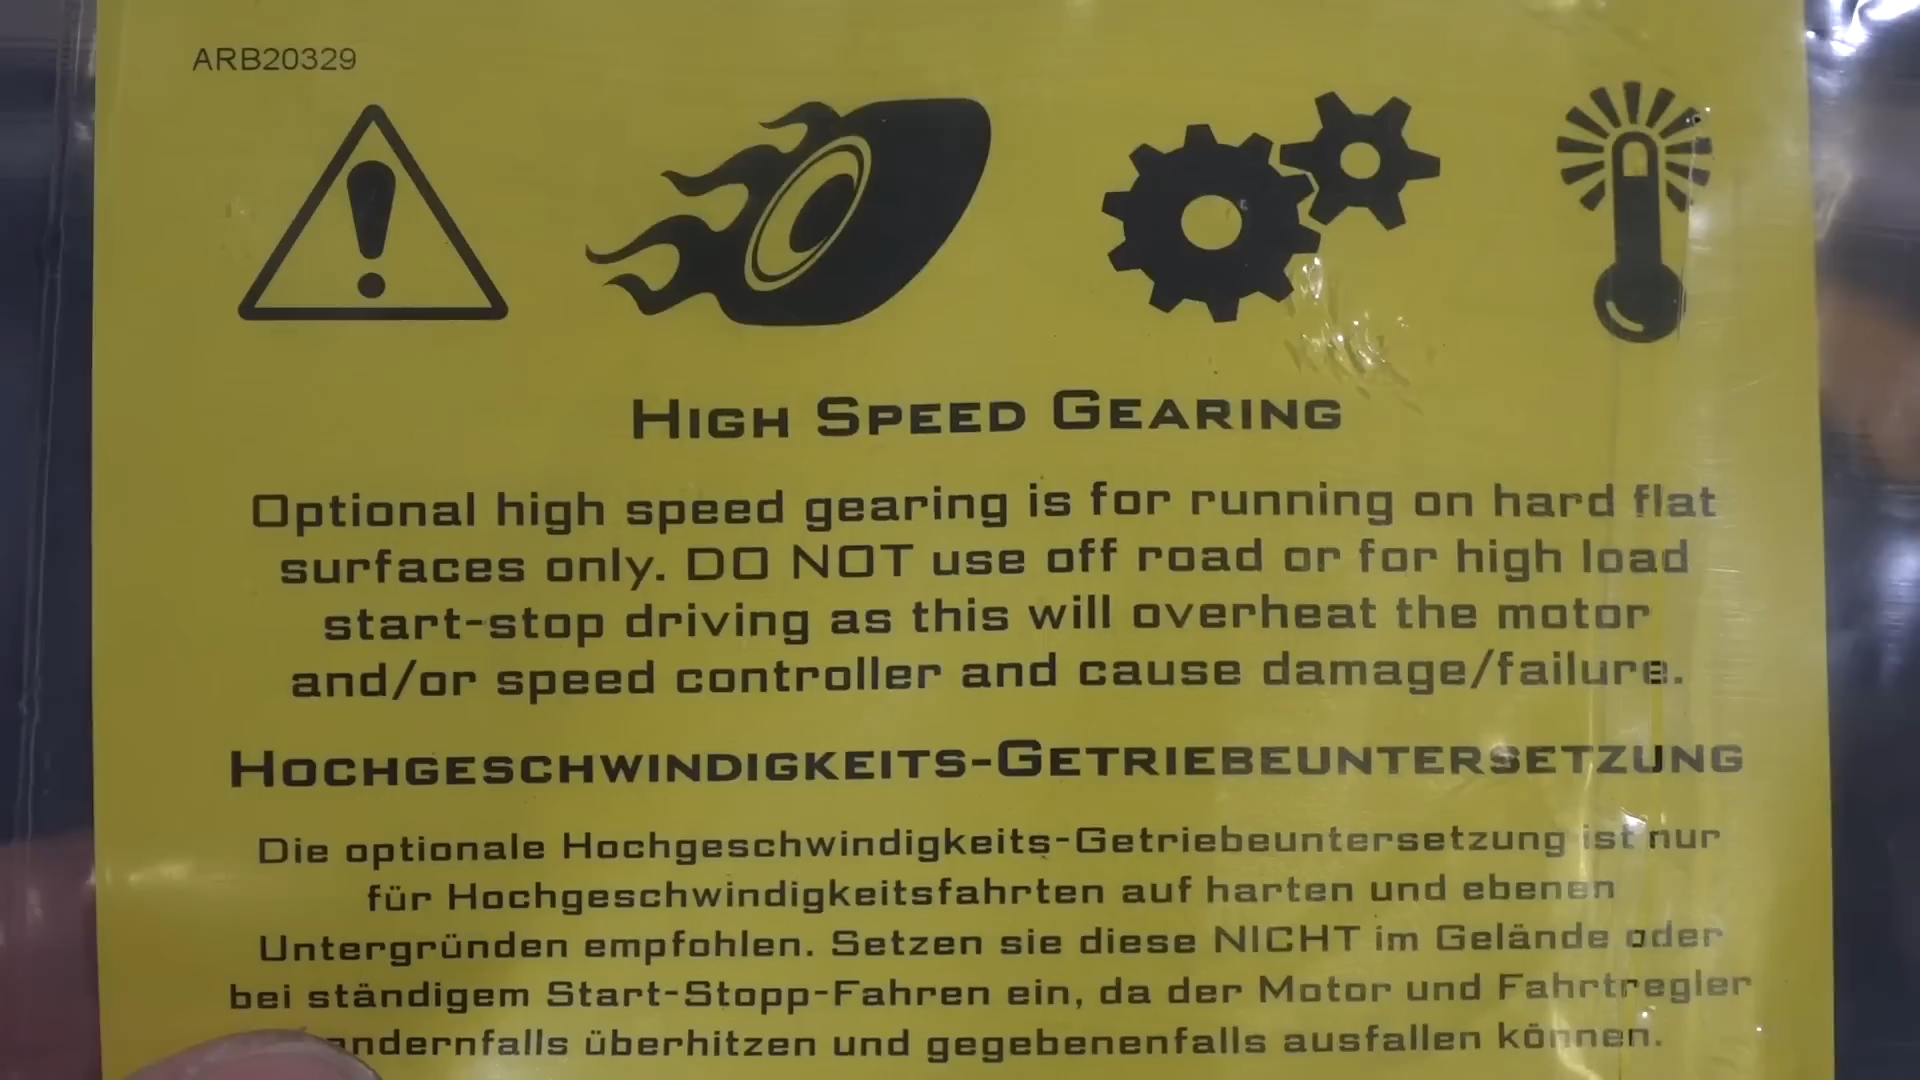 ARB20329
High Speed Gearing
Optional high speed gearing is for running on hard flat
surfaces only. DO NOT use off road or for high load
start-stop driving as this will overheat the motor
and/or speed controller and cause damage/failure.
Hochgeschwindigkeits-Getriebeuntersetzung
Die optionale Hochgeschwindigkeits-Getriebeuntersetzung ist nur
für Hochgeschwindigkeitsfahrten auf harten und ebenen
Untergründen empfohlen. Setzen sie diese NICHT im Gelände oder
bei ständigem Start-Stopp-Fahren ein, da der Motor und Fahrtregler
überhitzen und gegebenenfalls ausfallen können.